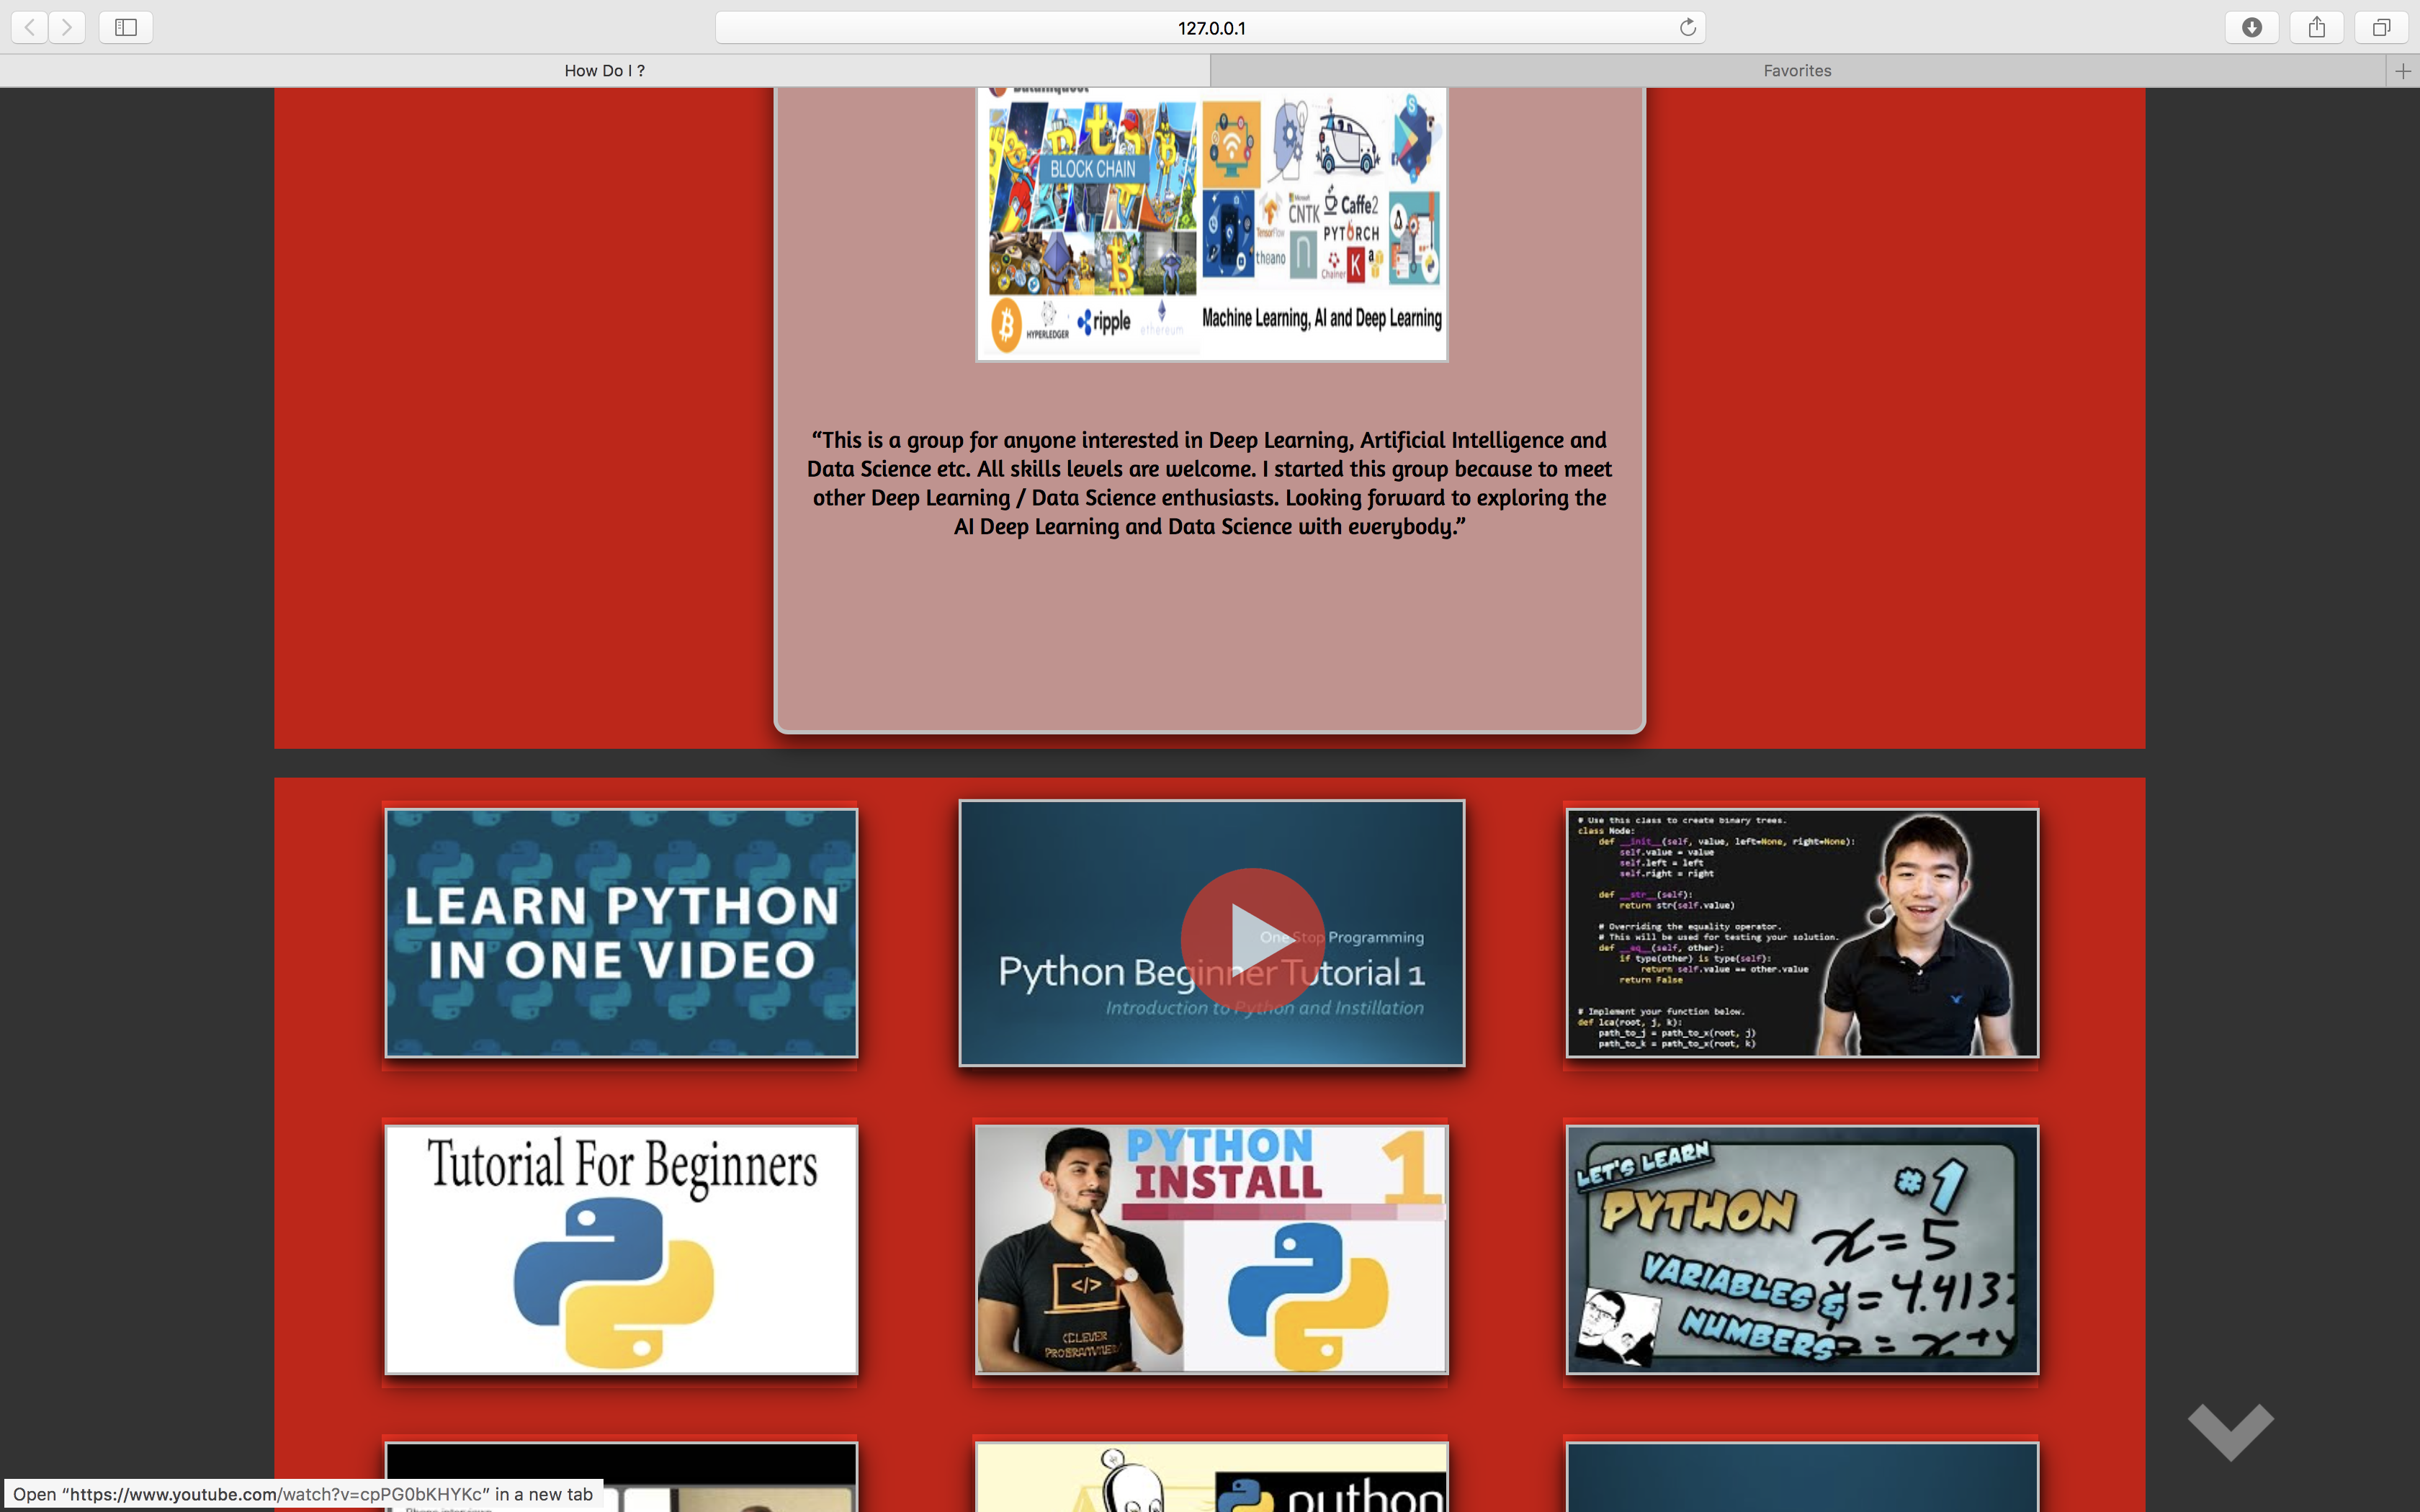 127.0.0.1
How Do I ?
Favorites
Dataquest
BLOCK CHAIN
Microsoft
CNTK
Caffe2
TensorFlow
PYTORCH
theano
Chainer
K
HYPERLEDGER
ripple
ethereum
Machine Learning, AI and Deep Learning
“This is a group for anyone interested in Deep Learning, Artificial Intelligence and
Data Science etc. All skills levels are welcome. I started this group because to meet
other Deep Learning / Data Science enthusiasts. Looking forward to exploring the
AI Deep Learning and Data Science with everybody.”
LEARN PYTHON
IN ONE VIDEO
One Stop Programming
Python Beginner Tutorial 1
Introduction to Python and Instillation
# Use this class to create binary trees.
class Node:
def __init__(self, value, left=None, right=None):
self.value = value
self.left = left
self.right = right
def __str__(self):
return str(self.value)
# Overriding the equality operator.
# This will be used for testing your solution.
def __eq__(self, other):
if type(other) is type(self):
return self.value == other.value
return False
# Implement your function below.
def lca(root, j, k):
path_to_j = path_to_x(root, j)
path_to_k = path_to_x(root, k)
Tutorial For Beginners
PYTHON
INSTALL
1
</>
(CLEVER
PROGRAMMER)
LET'S LEARN
PYTHON
#1
x=5
VARIABLES &
NUMBERS
y = 4.413
z = x+y
python
Open “https://www.youtube.com/watch?v=cpPG0bKHYKc” in a new tab